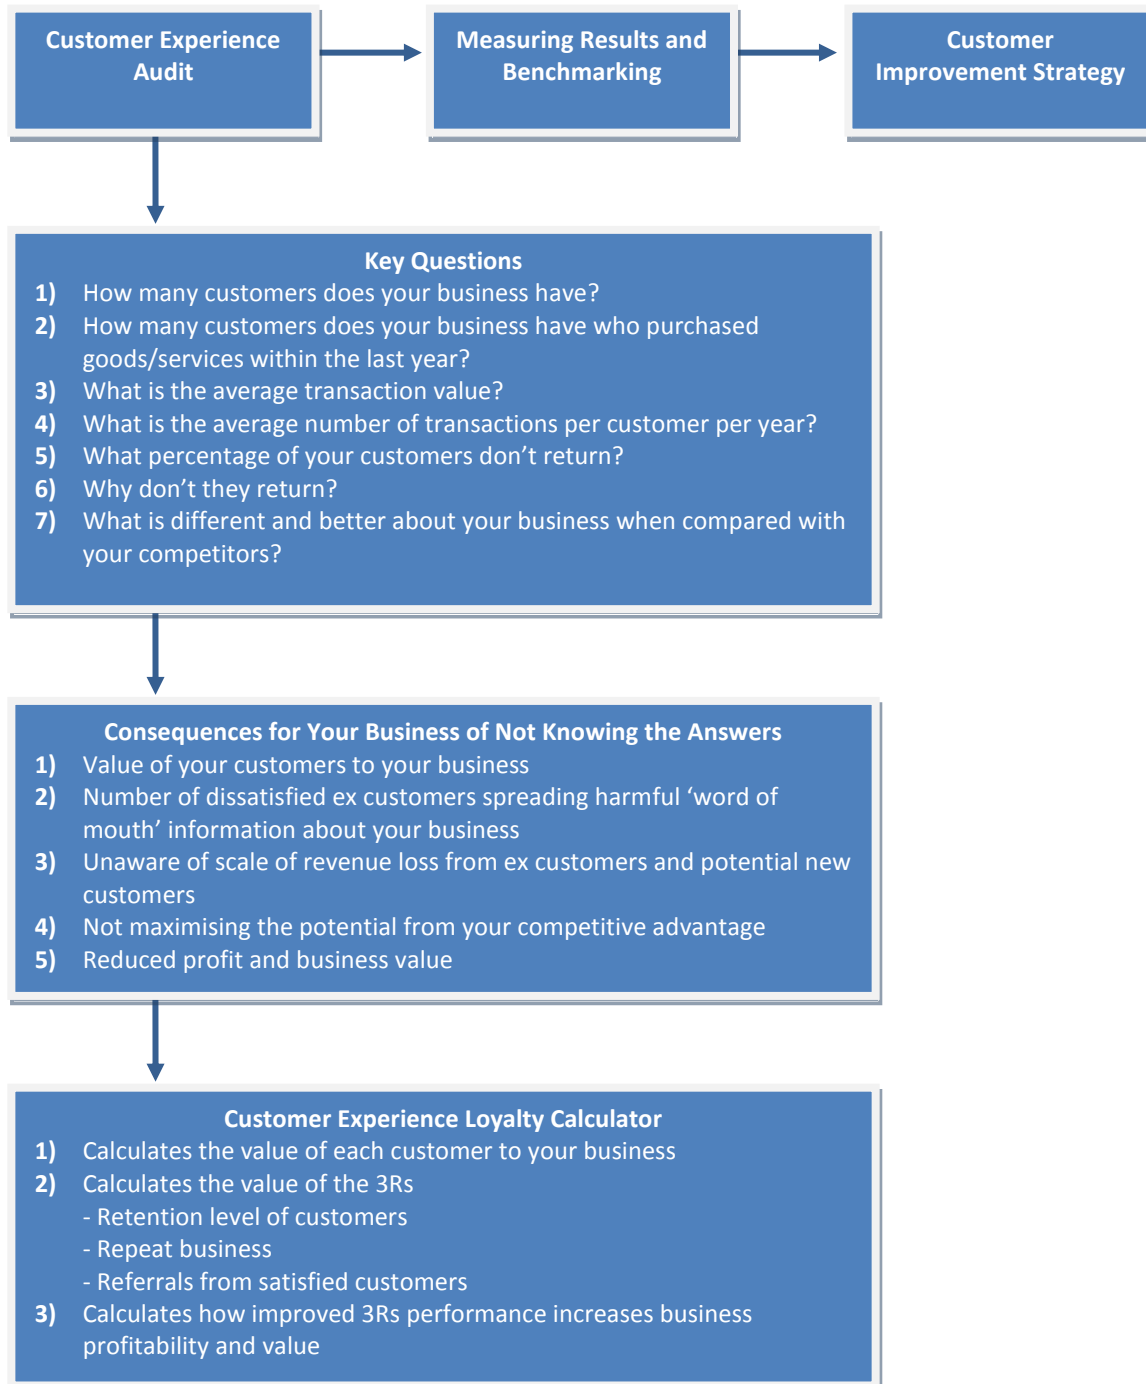 Customer Experience
Audit
Measuring Results and
Benchmarking
Customer
Improvement Strategy
Key Questions
1) How many customers does your business have?
2) How many customers does your business have who purchased
goods/services within the last year?
3) What is the average transaction value?
4) What is the average number of transactions per customer per year?
5) What percentage of your customers don’t return?
6) Why don’t they return?
7) What is different and better about your business when compared with
your competitors?
Consequences for Your Business of Not Knowing the Answers
1) Value of your customers to your business
2) Number of dissatisfied ex customers spreading harmful ‘word of
mouth’ information about your business
3) Unaware of scale of revenue loss from ex customers and potential new
customers
4) Not maximising the potential from your competitive advantage
5) Reduced profit and business value
Customer Experience Loyalty Calculator
1) Calculates the value of each customer to your business
2) Calculates the value of the 3Rs
- Retention level of customers
- Repeat business
- Referrals from satisfied customers
3) Calculates how improved 3Rs performance increases business
profitability and value